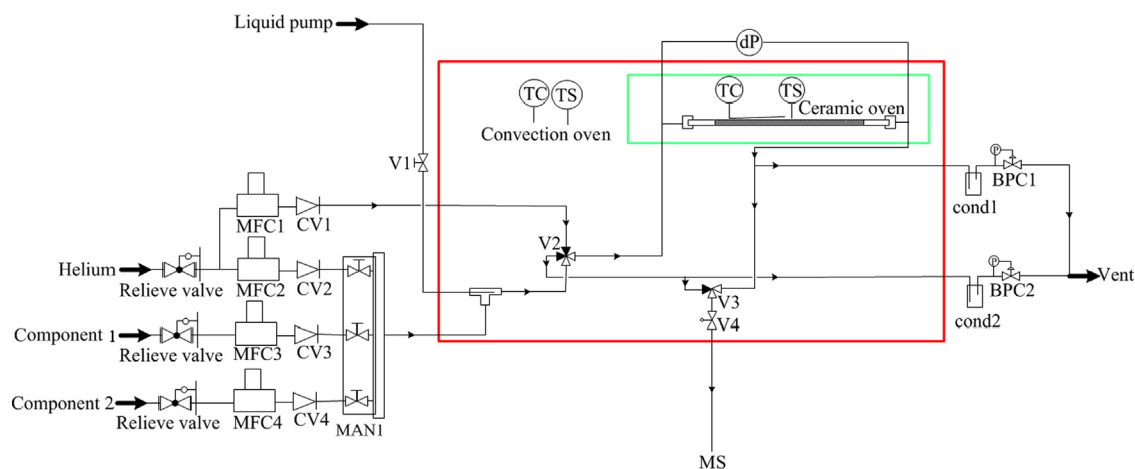 Liquid pump
dP
TC TS
TC TS
Ceramic oven
Convection oven
V1
P
BPC1
cond1
MFC1 CV1
V2
Helium
Relieve valve
MFC2 CV2
P
BPC2
Vent
V3
cond2
V4
Component 1
Relieve valve
MFC3 CV3
Component 2
Relieve valve
MFC4 CV4
MAN1
MS